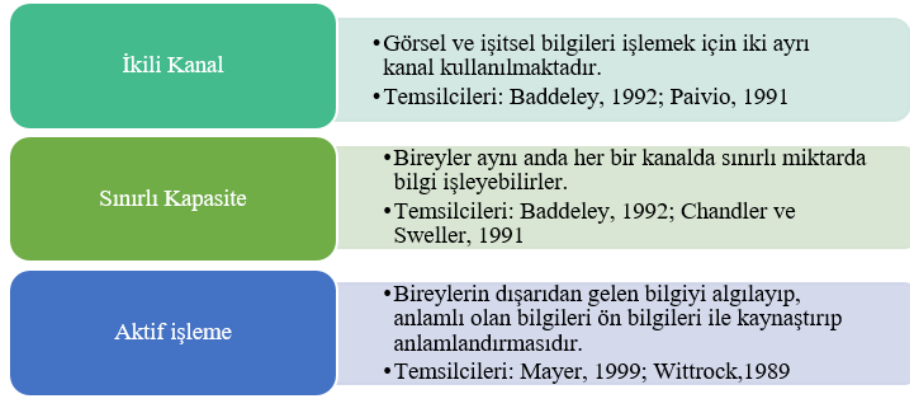 İkili Kanal
•Görsel ve işitsel bilgileri işlemek için iki ayrı
kanal kullanılmaktadır.
•Temsilcileri: Baddeley, 1992; Paivio, 1991
Sınırlı Kapasite
•Bireyler aynı anda her bir kanalda sınırlı miktarda
bilgi işleyebilirler.
•Temsilcileri: Baddeley, 1992; Chandler ve
Sweller, 1991
Aktif işleme
•Bireylerin dışarıdan gelen bilgiyi algılayıp,
anlamlı olan bilgileri ön bilgileri ile kaynaştırıp
anlamlandırmasıdır.
•Temsilcileri: Mayer, 1999; Wittrock,1989